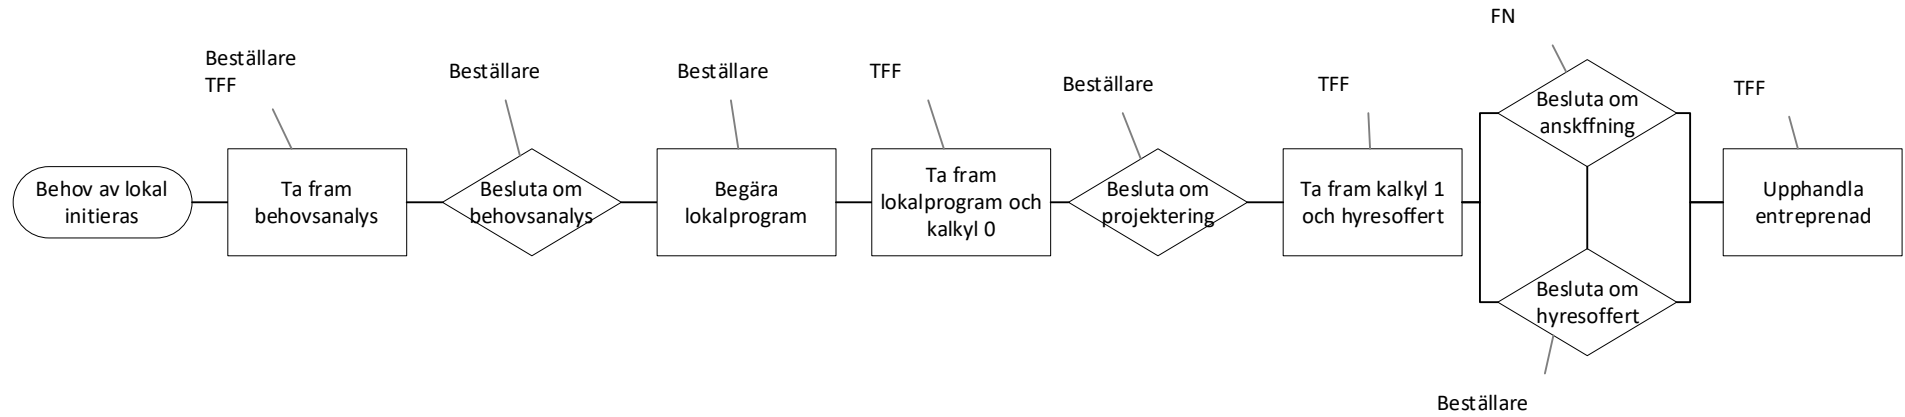 FN
Beställare
TFF
Beställare
Beställare
TFF
Beställare
TFF
TFF
Behov av lokal
initieras
Ta fram
behovsanalys
Besluta om
behovsanalys
Begära
lokalprogram
Ta fram
lokalprogram och
kalkyl 0
Besluta om
projektering
Ta fram kalkyl 1
och hyresoffert
Besluta om
anskffning
Besluta om
hyresoffert
Upphandla
entreprenad
Beställare